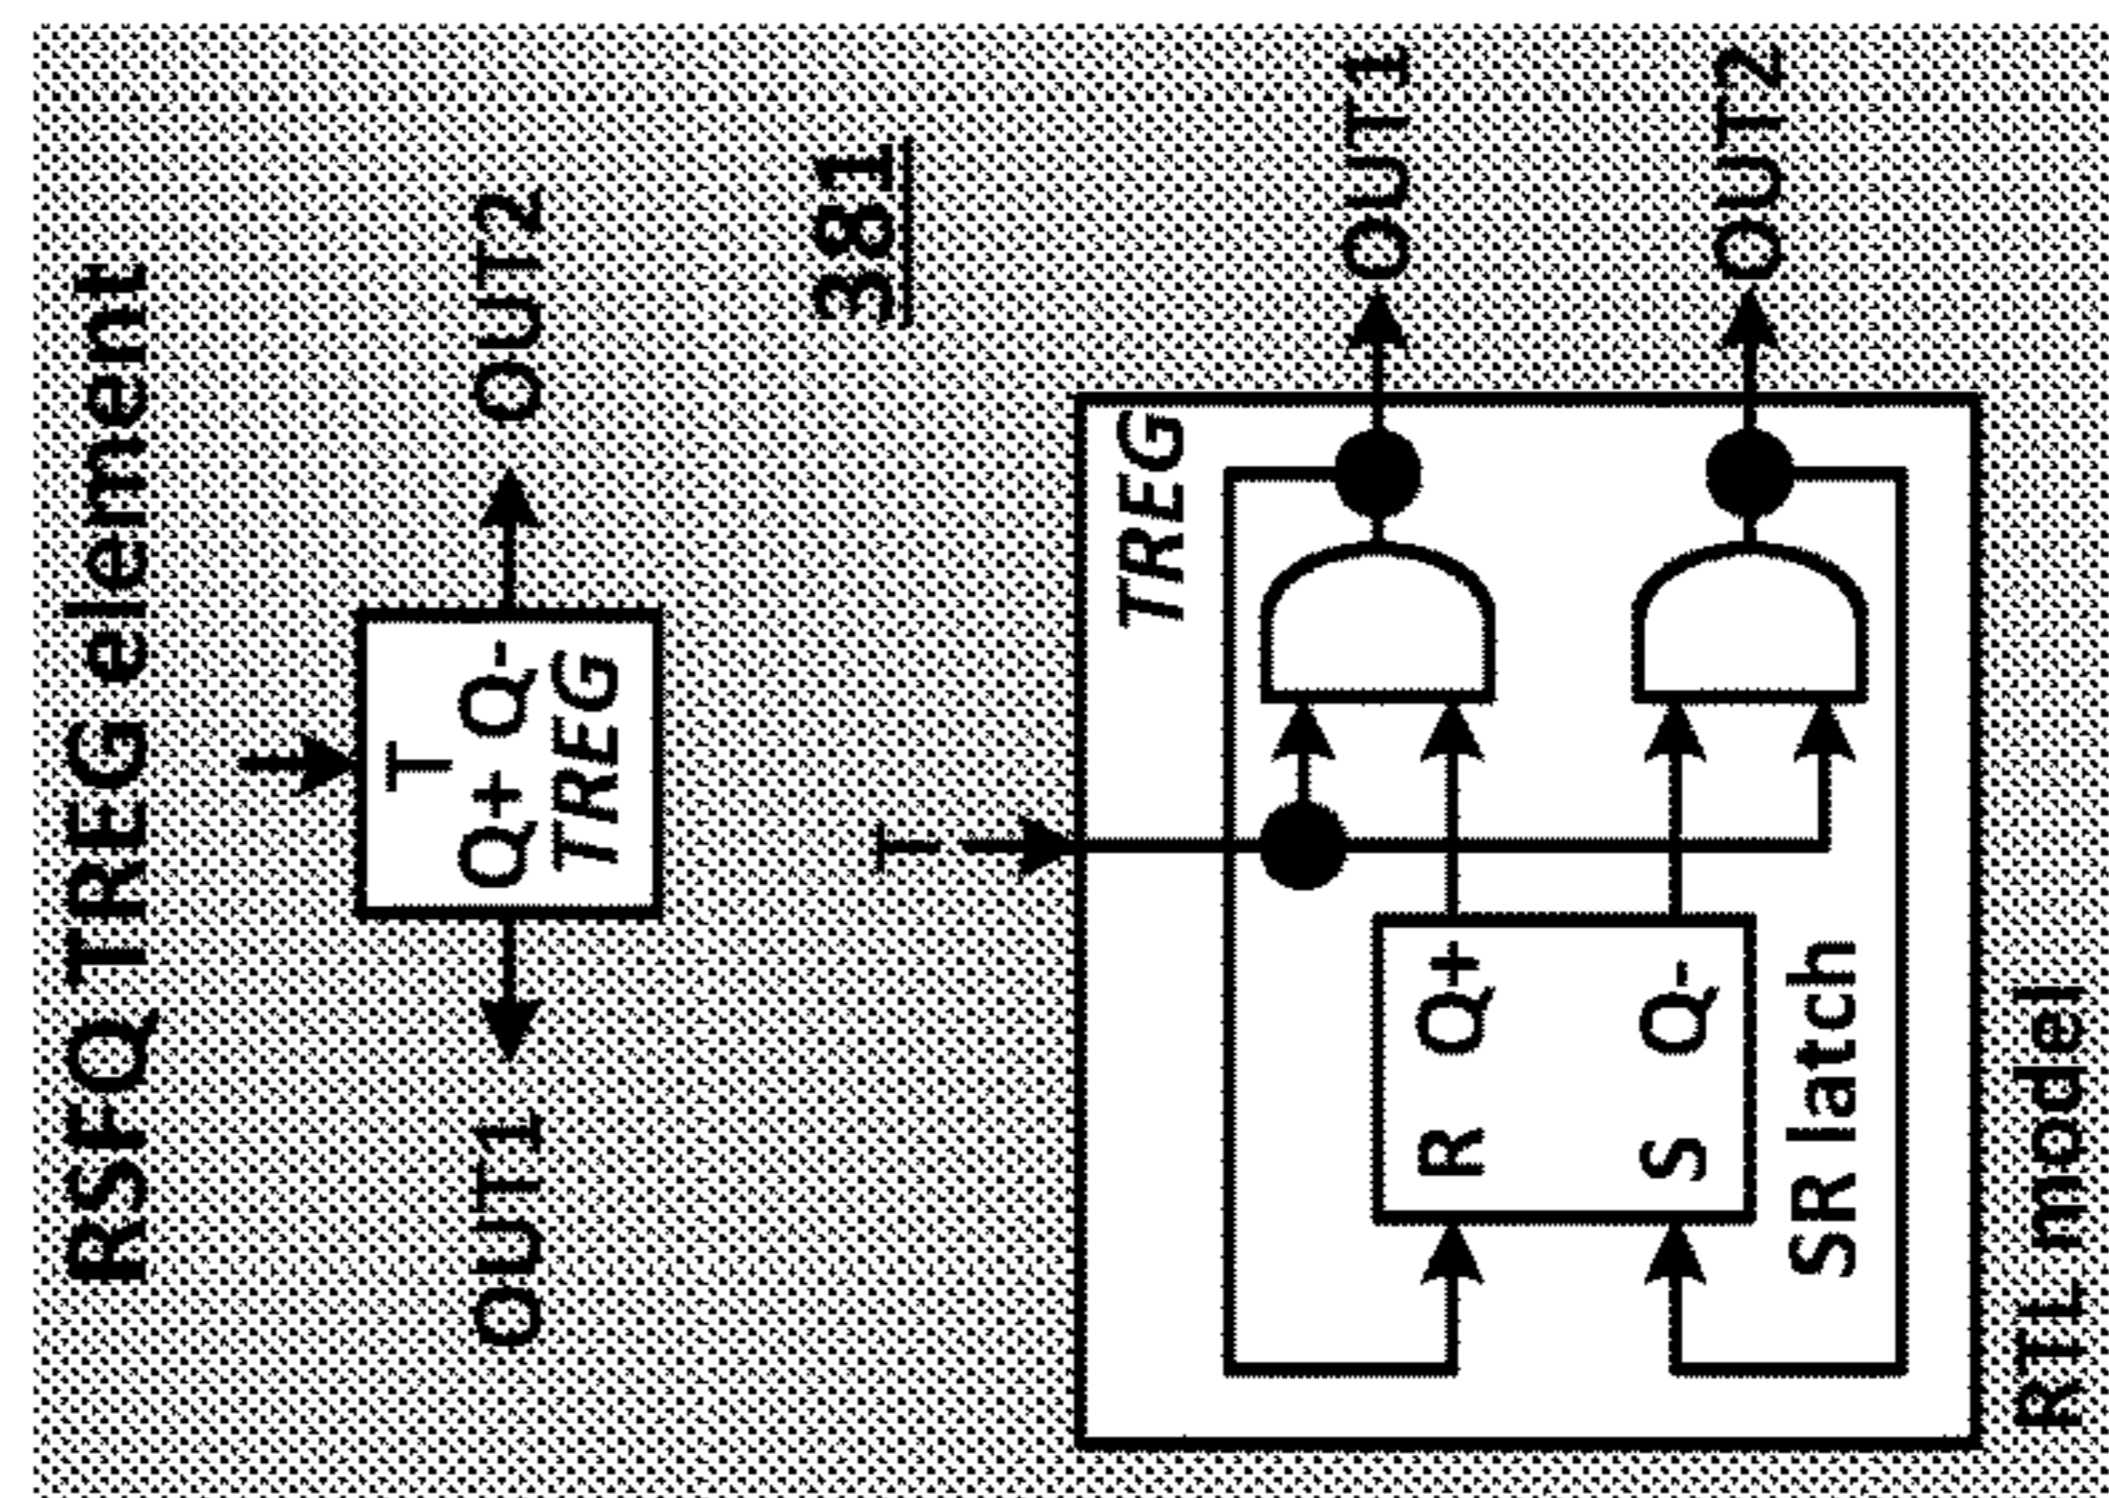 RSFQ TREG element
T
OUT1
Q+ Q-
OUT2
TREG
381
T
TREG
R Q+
OUT1
S Q-
OUT2
SR latch
RTL model